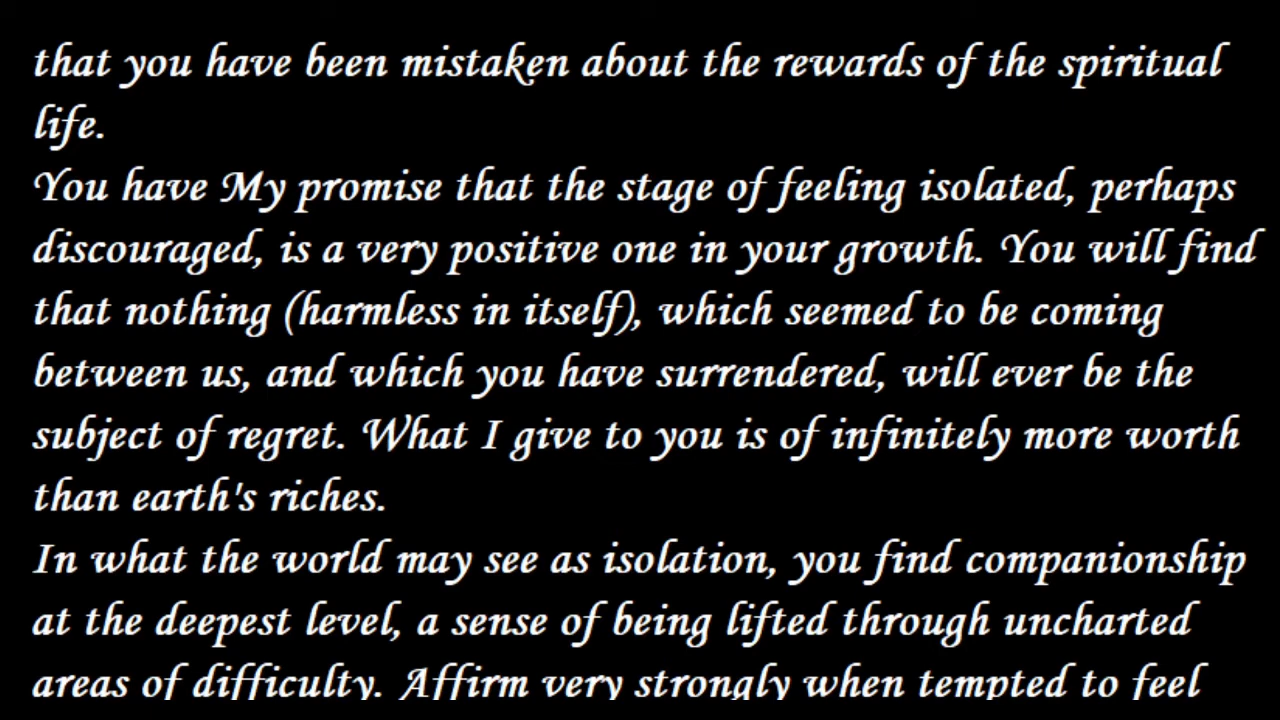 that you have been mistaken about the rewards of the spiritual
life.
You have My promise that the stage of feeling isolated, perhaps
discouraged, is a very positive one in your growth. You will find
that nothing (harmless in itself), which seemed to be coming
between us, and which you have surrendered, will ever be the
subject of regret. What I give to you is of infinitely more worth
than earth's riches.
In what the world may see as isolation, you find companionship
at the deepest level, a sense of being lifted through uncharted
areas of difficulty. Affirm very strongly when tempted to feel